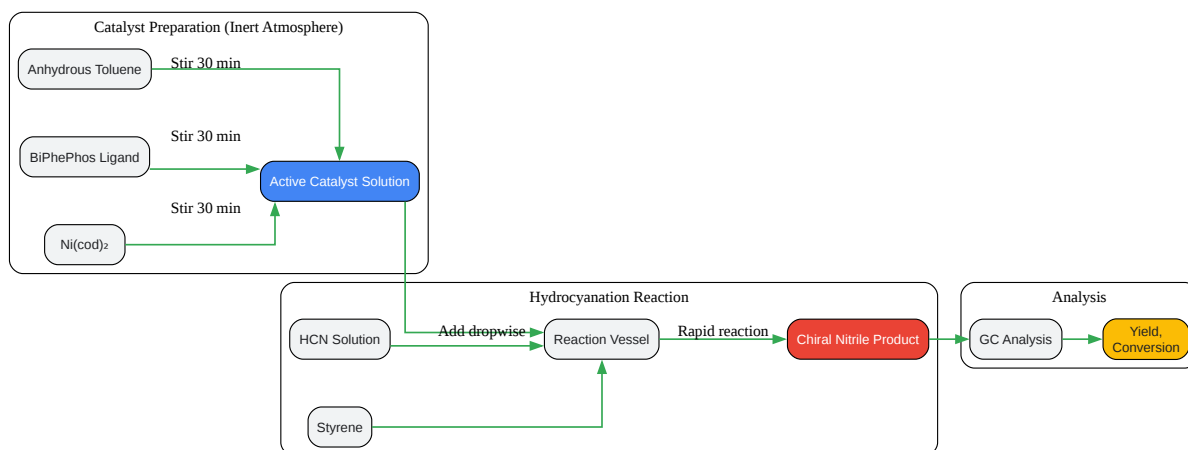 Catalyst Preparation (Inert Atmosphere)
Anhydrous Toluene
Stir 30 min
BiPhePhos Ligand
Stir 30 min
Active Catalyst Solution
Stir 30 min
Ni(cod)₂
Hydrocyanation Reaction
HCN Solution
Add dropwise
Reaction Vessel
Rapid reaction
Chiral Nitrile Product
Styrene
Analysis
GC Analysis
Yield,
Conversion